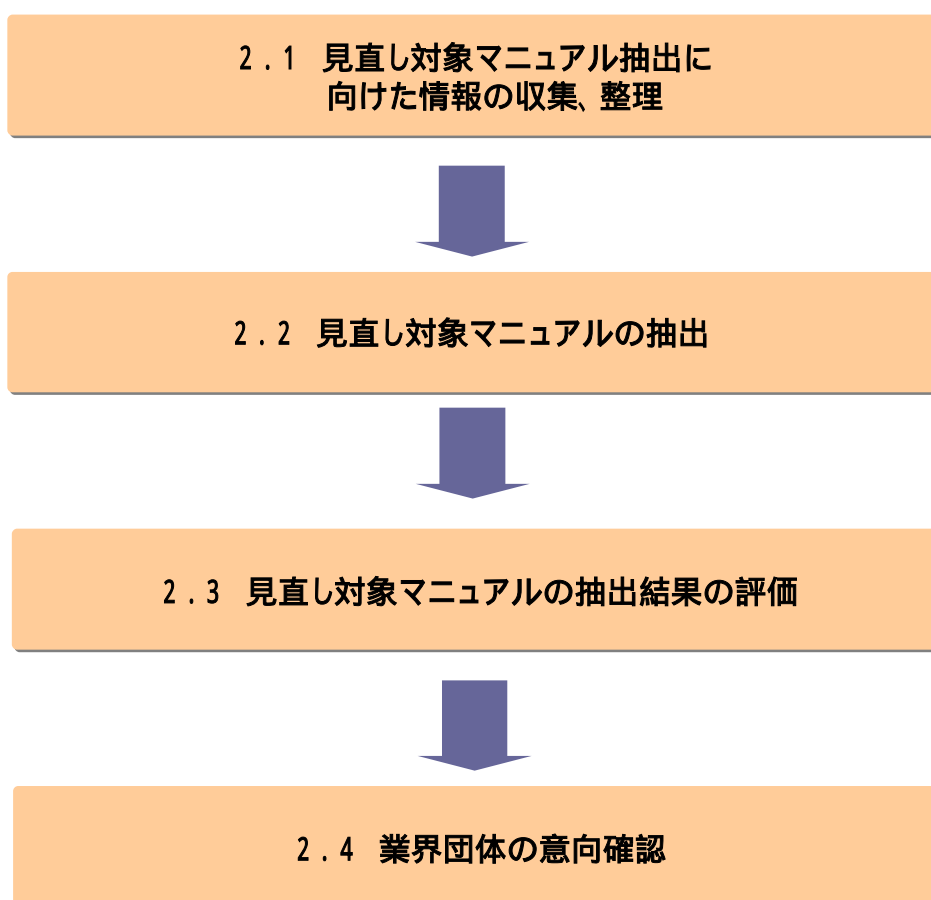 2.1 見直し対象マニュアル抽出に
向けた情報の収集、整理
2.2 見直し対象マニュアルの抽出
2.3 見直し対象マニュアルの抽出結果の評価
2.4 業界団体の意向確認